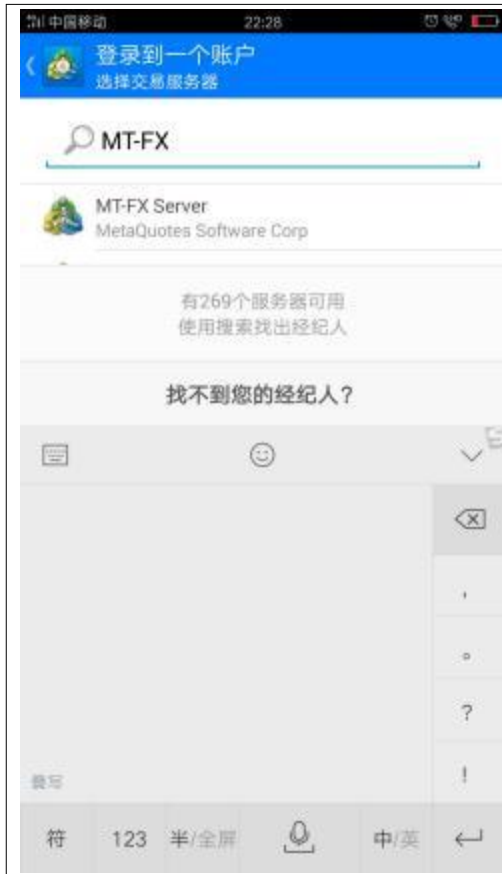 中国移动 22:28
登录到一个账户
选择交易服务器
MT-FX
MT-FX Server
MetaQuotes Software Corp
有269个服务器可用
使用搜索找出经纪人
找不到您的经纪人?
,
。
?
!
符 123 半/全屏 中/英